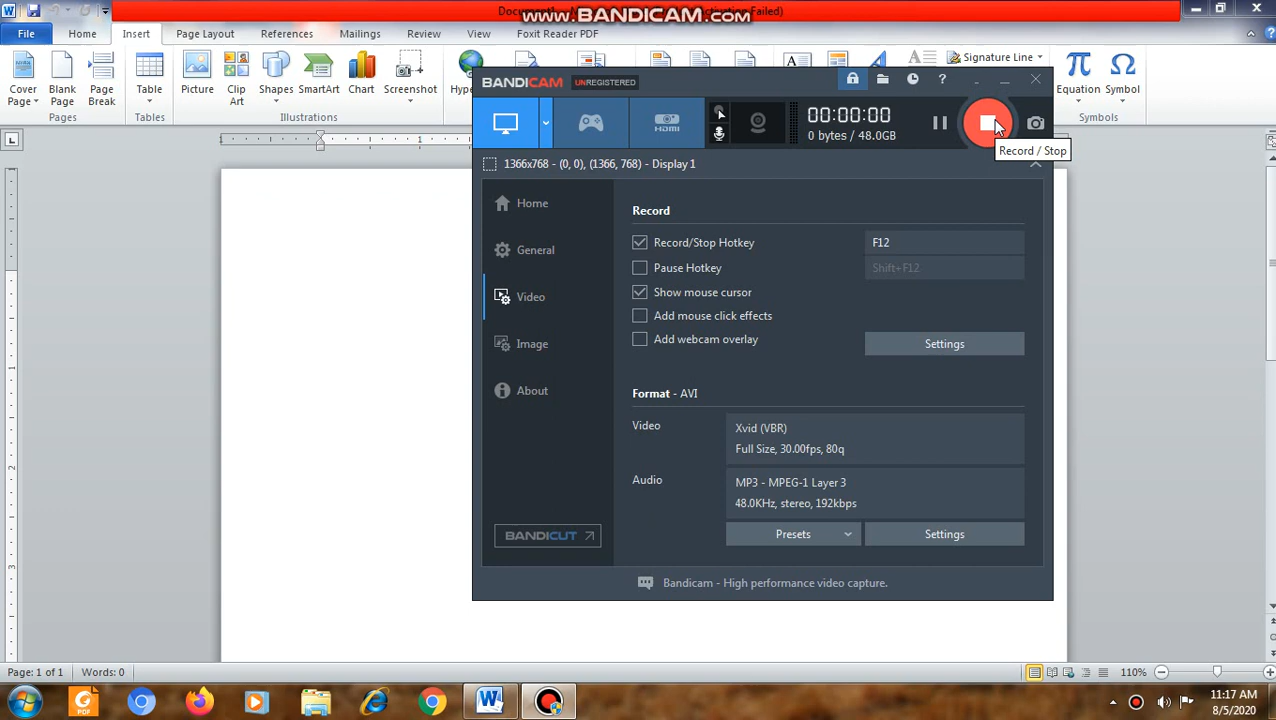 www.BANDICAM.com
Activation Failed)
File Home Insert Page Layout References Mailings Review View Foxit Reader PDF
Cover Page
Blank Page
Page Break
Table
Picture
Clip Art
Shapes
SmartArt
Chart
Screenshot
Signature Line
Equation
Symbol
Pages
Tables
Symbols
BANDICAM UNREGISTERED
HDMI
00:00:00
0 bytes / 48.0GB
Record / Stop
1366x768 - (0, 0), (1366, 768) - Display 1
Home
General
Video
Image
About
BANDICUT
Record
Record/Stop Hotkey F12
Pause Hotkey Shift+F12
Show mouse cursor
Add mouse click effects
Add webcam overlay Settings
Format - AVI
Video Xvid (VBR)
Full Size, 30.00fps, 80q
Audio MP3 - MPEG-1 Layer 3
48.0KHz, stereo, 192kbps
Presets Settings
Bandicam - High performance video capture.
Page: 1 of 1 Words: 0 110%
11:17 AM
8/5/2020